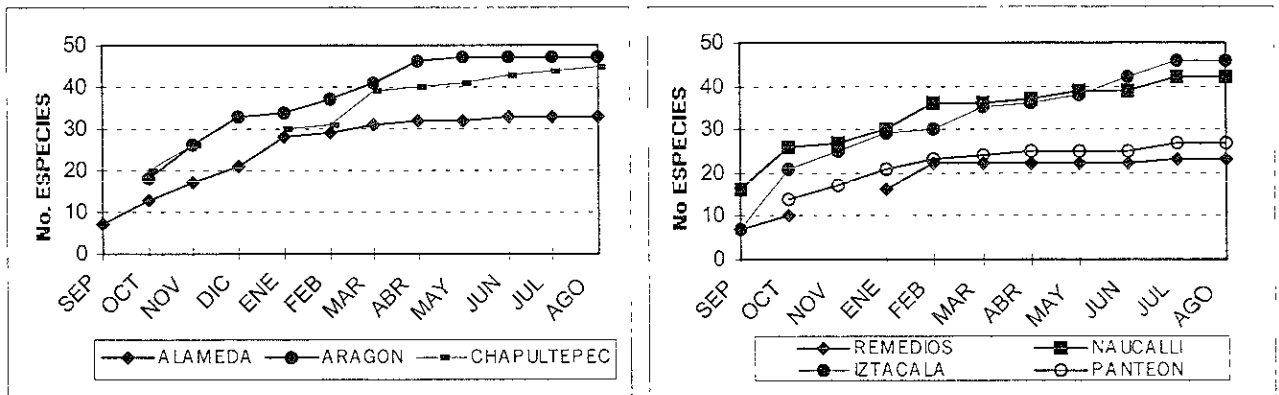 No. ESPECIES
50
40
30
20
10
0
SEP
OCT
NOV
DIC
ENE
FEB
MAR
ABR
MAY
JUN
JUL
AGO
ALAMEDA
ARAGON
CHAPULTEPEC
No ESPECIES
50
40
30
20
10
0
SEP
OCT
NOV
ENE
FEB
MAR
ABR
MAY
JUN
JUL
AGO
REMEDIOS
NAUCALLI
IZTACALA
PANTEON